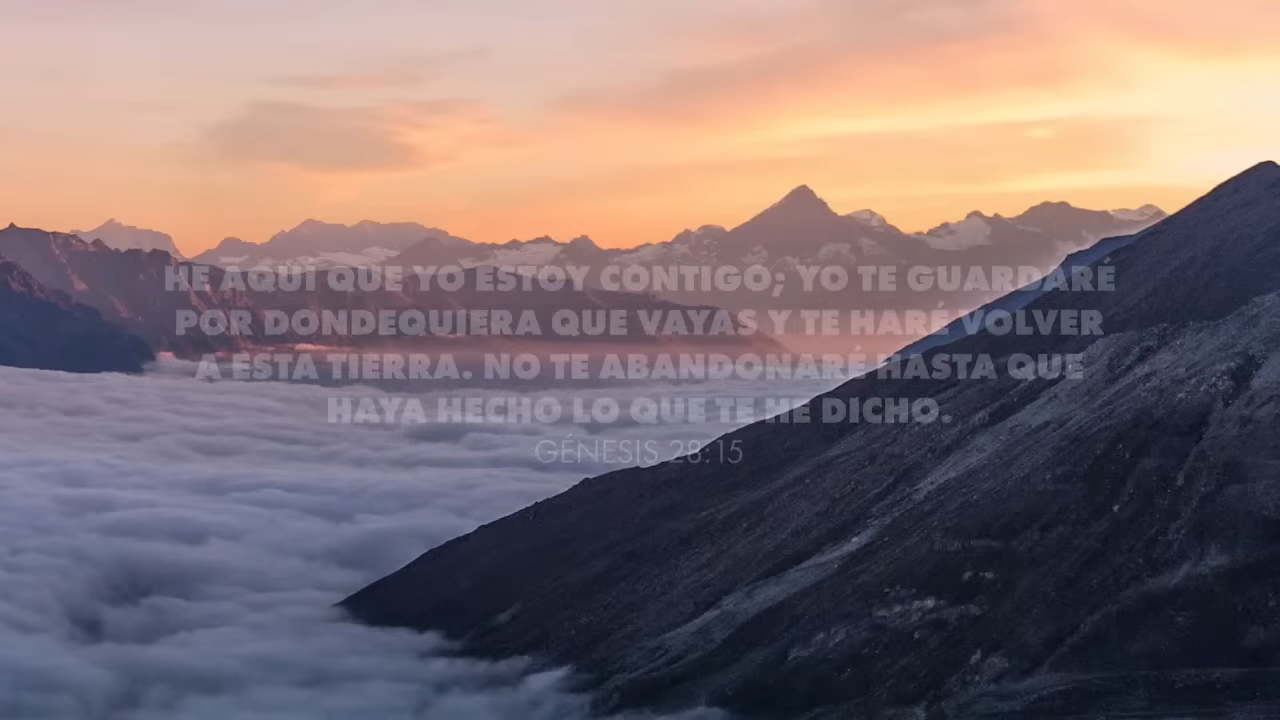 HE AQUÍ QUE YO ESTOY CONTIGO; YO TE GUARDARÉ
POR DONDEQUIERA QUE VAYAS Y TE HARÉ VOLVER
A ESTA TIERRA. NO TE ABANDONARÉ HASTA QUE
HAYA HECHO LO QUE TE HE DICHO.
GÉNESIS 28:15